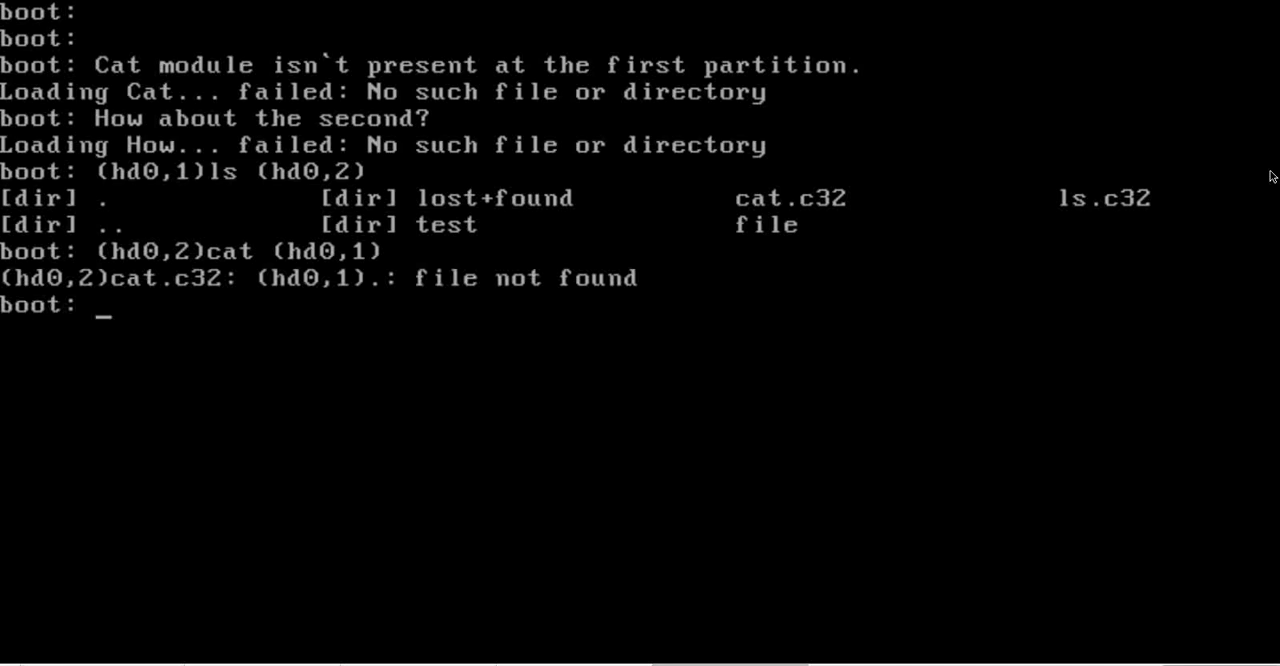 boot:
boot:
boot: Cat module isn`t present at the first partition.
Loading Cat... failed: No such file or directory
boot: How about the second?
Loading How... failed: No such file or directory
boot: (hd0,1)ls (hd0,2)
[dir] . [dir] lost+found cat.c32 ls.c32
[dir] .. [dir] test file
boot: (hd0,2)cat (hd0,1)
(hd0,2)cat.c32: (hd0,1).: file not found
boot: _